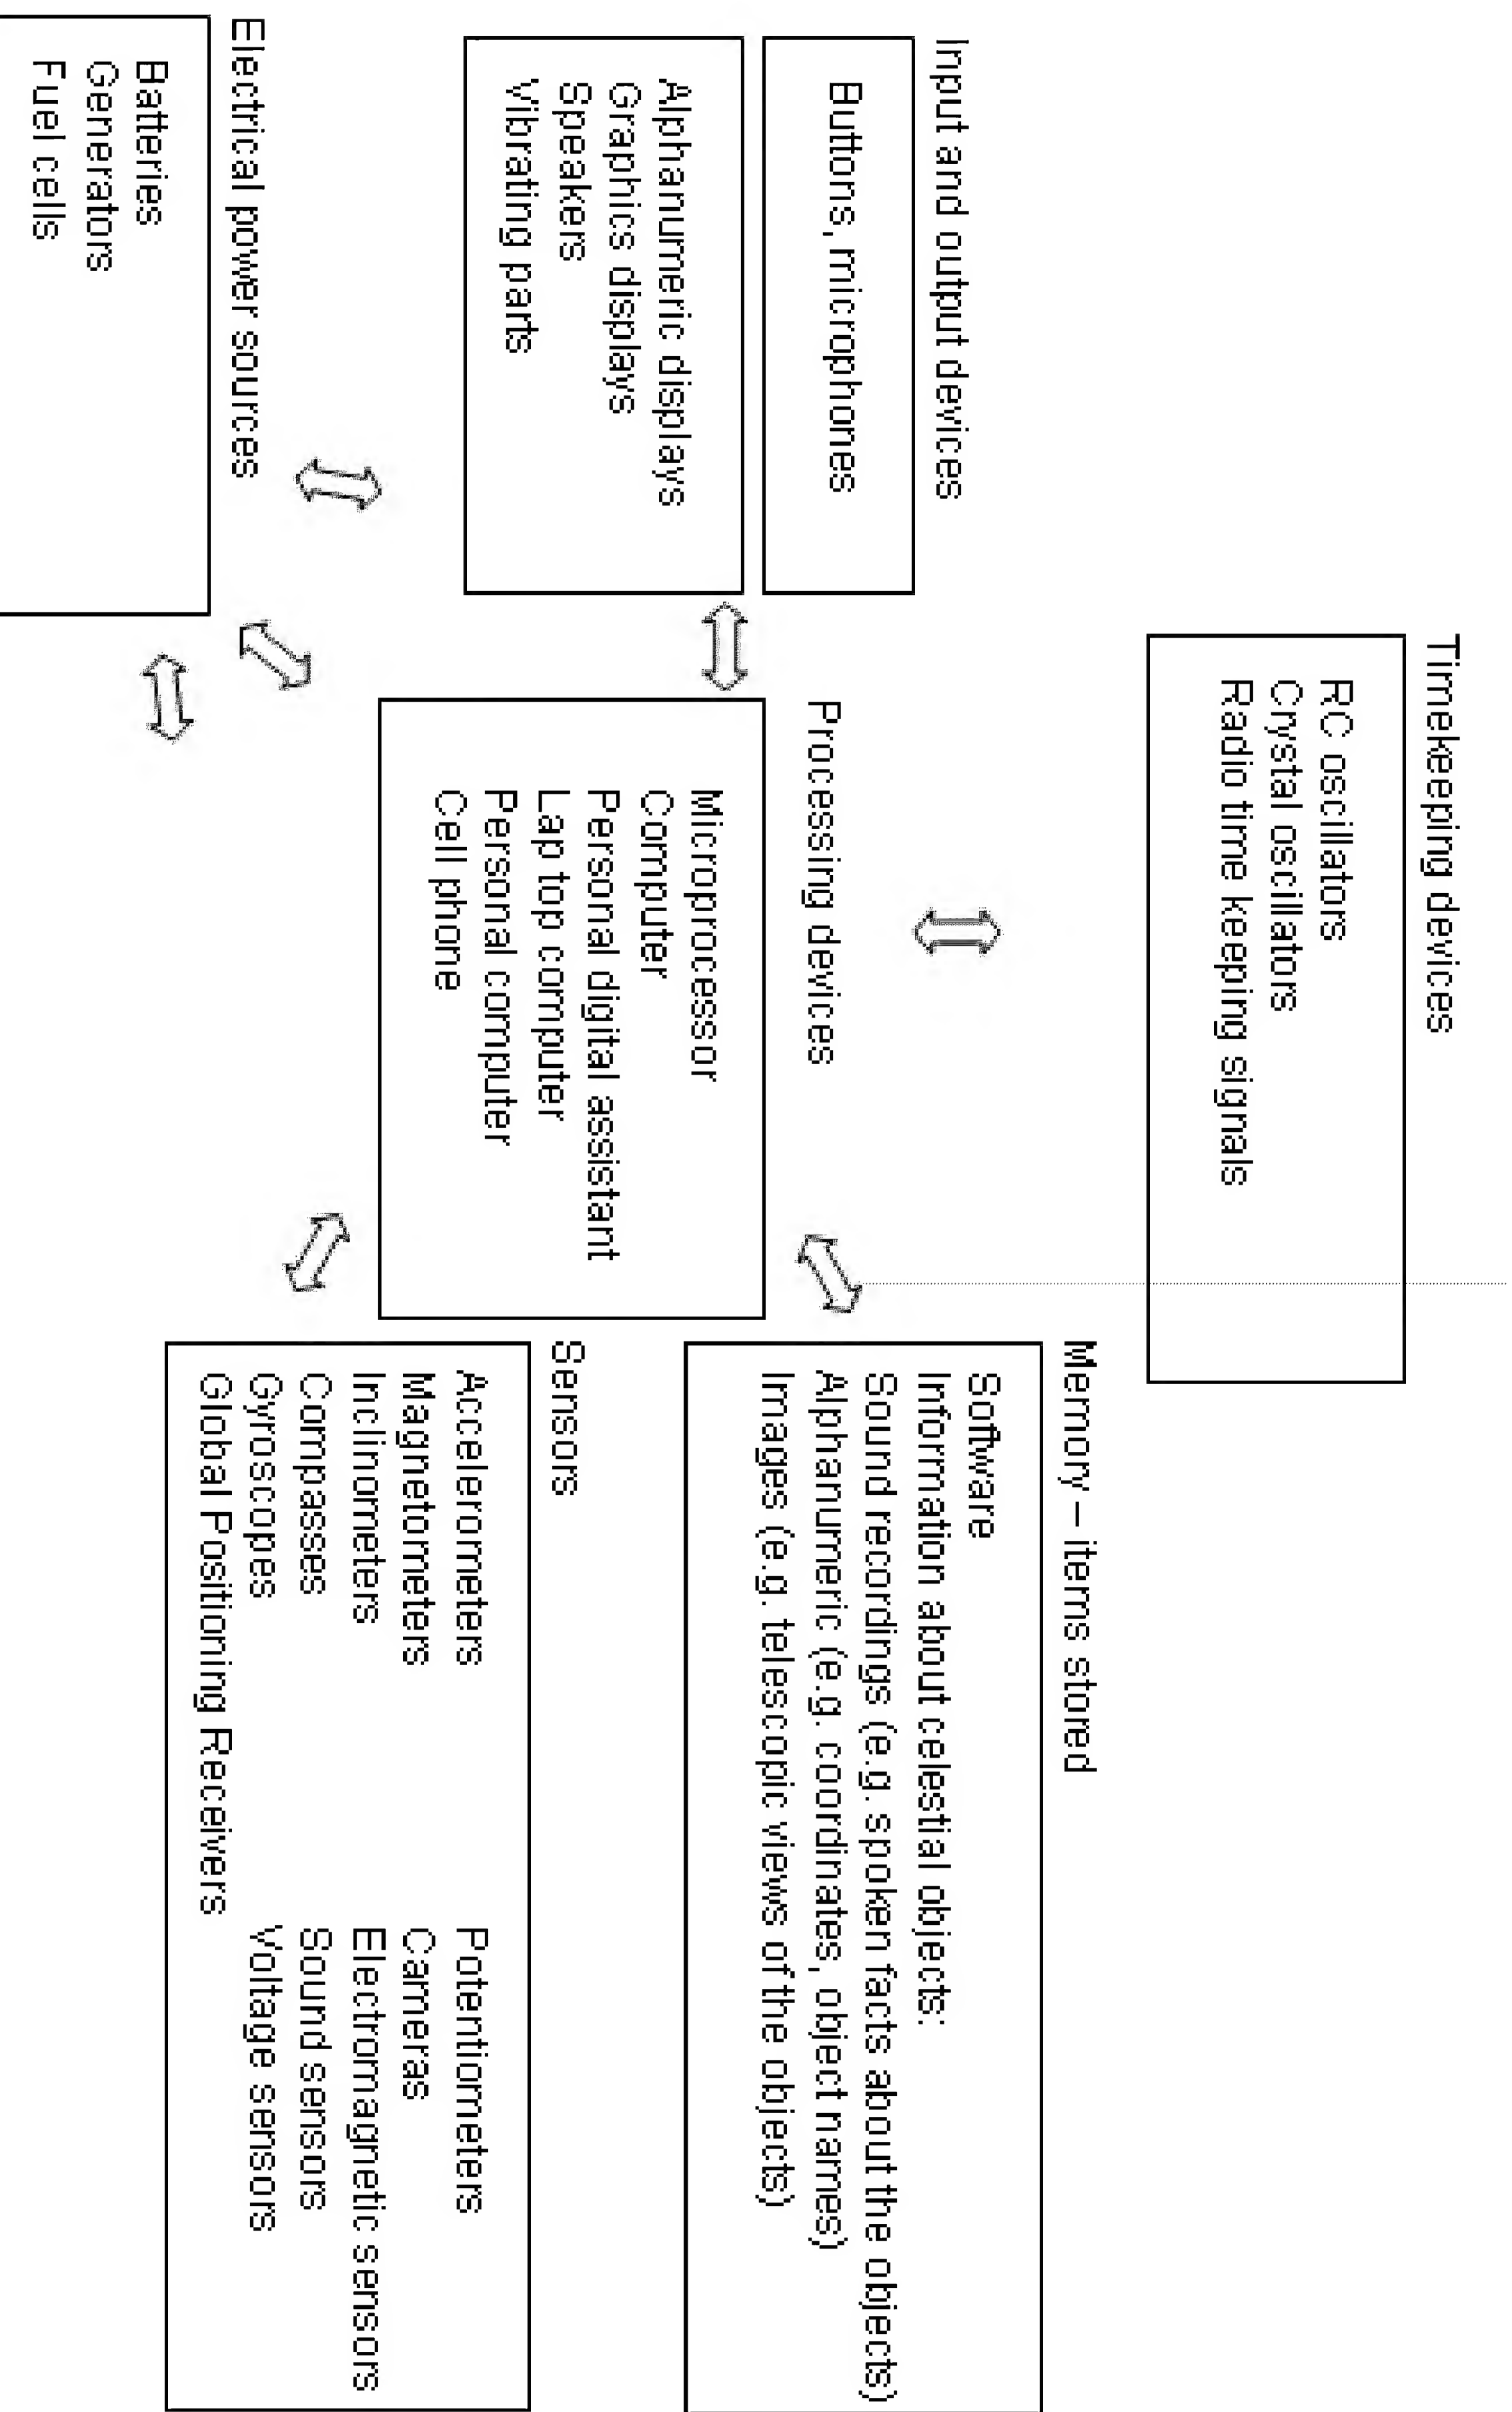 Timekeeping devices
RC oscillators
Crystal oscillators
Radio time keeping signals
Input and output devices
Buttons, microphones
Alphanumeric displays
Graphics displays
Speakers
Vibrating parts
Processing devices
Microprocessor
Computer
Personal digital assistant
Lap top computer
Personal computer
Cell phone
Memory – items stored
Software
Information about celestial objects:
Sound recordings (e.g. spoken facts about the objects)
Alphanumeric (e.g. coordinates, object names)
Images (e.g. telescopic views of the objects)
Sensors
Accelerometers
Magnetometers
Inclinometers
Compasses
Gyroscopes
Global Positioning Receivers
Potentiometers
Cameras
Electromagnetic sensors
Sound sensors
Voltage sensors
Electrical power sources
Batteries
Generators
Fuel cells